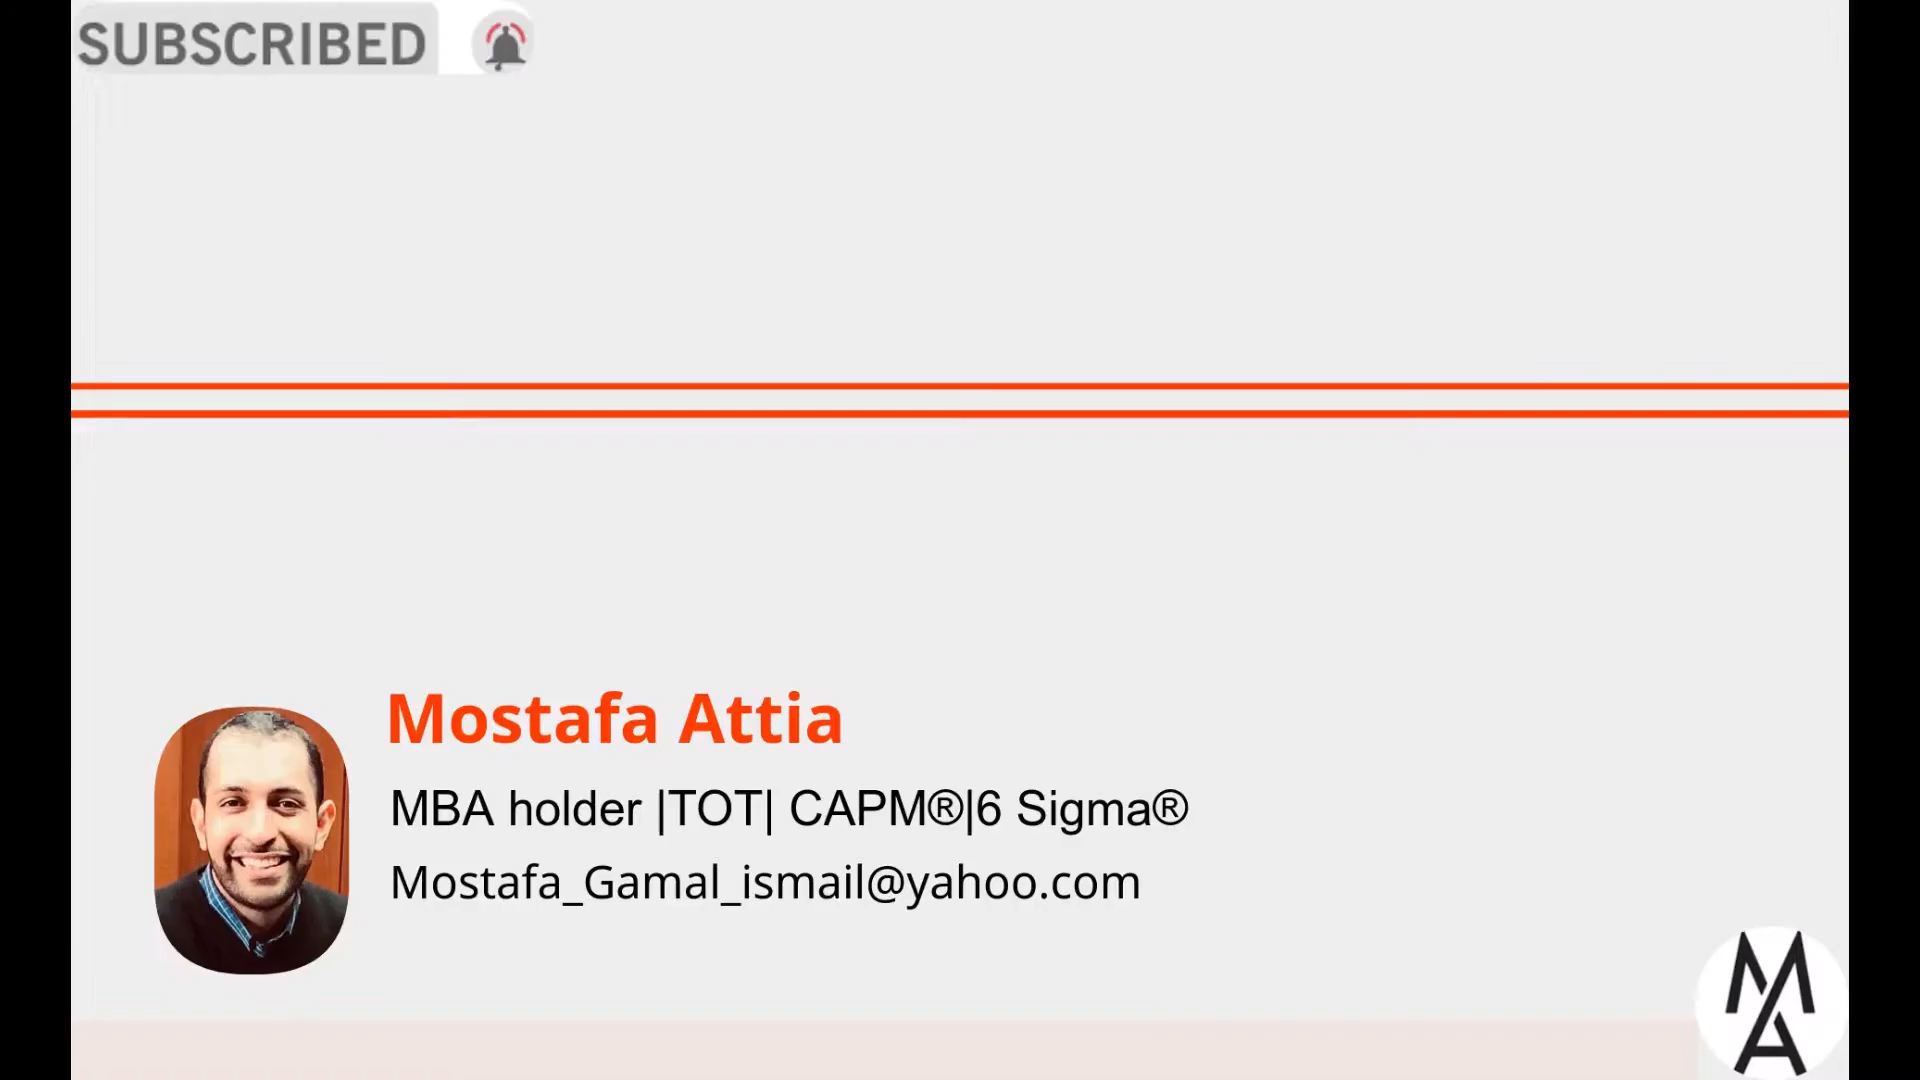 SUBSCRIBED
Mostafa Attia
MBA holder |TOT| CAPM®|6 Sigma®
Mostafa_Gamal_ismail@yahoo.com
MA